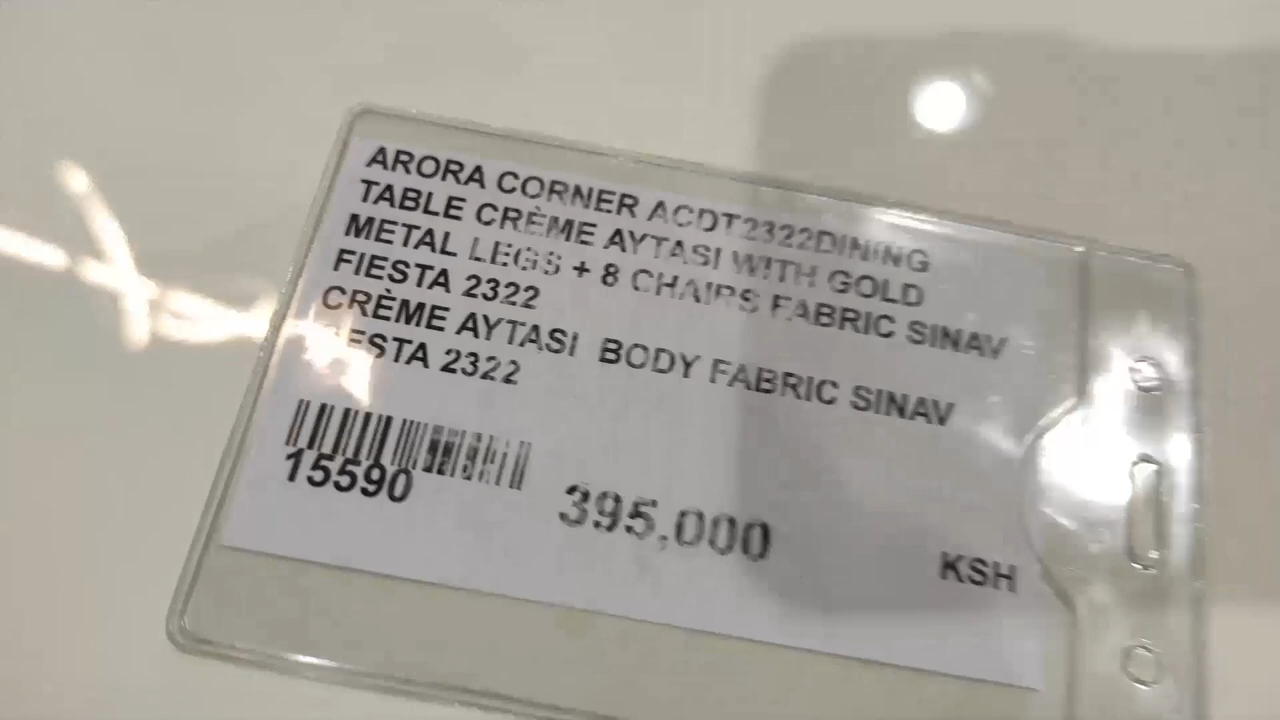 ARORA CORNER ACDT2322DINING
TABLE CRÈME AYTASI WITH GOLD
METAL LEGS + 8 CHAIRS FABRIC SINAV
FIESTA 2322
CRÈME AYTASI BODY FABRIC SINAV
FIESTA 2322
15590
395,000
KSH